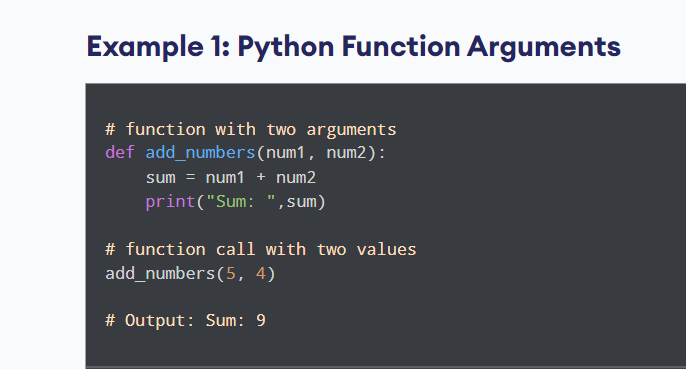 Example 1: Python Function Arguments
# function with two arguments
def add_numbers(num1, num2):
    sum = num1 + num2
    print("Sum: ",sum)
# function call with two values
add_numbers(5, 4)
# Output: Sum: 9